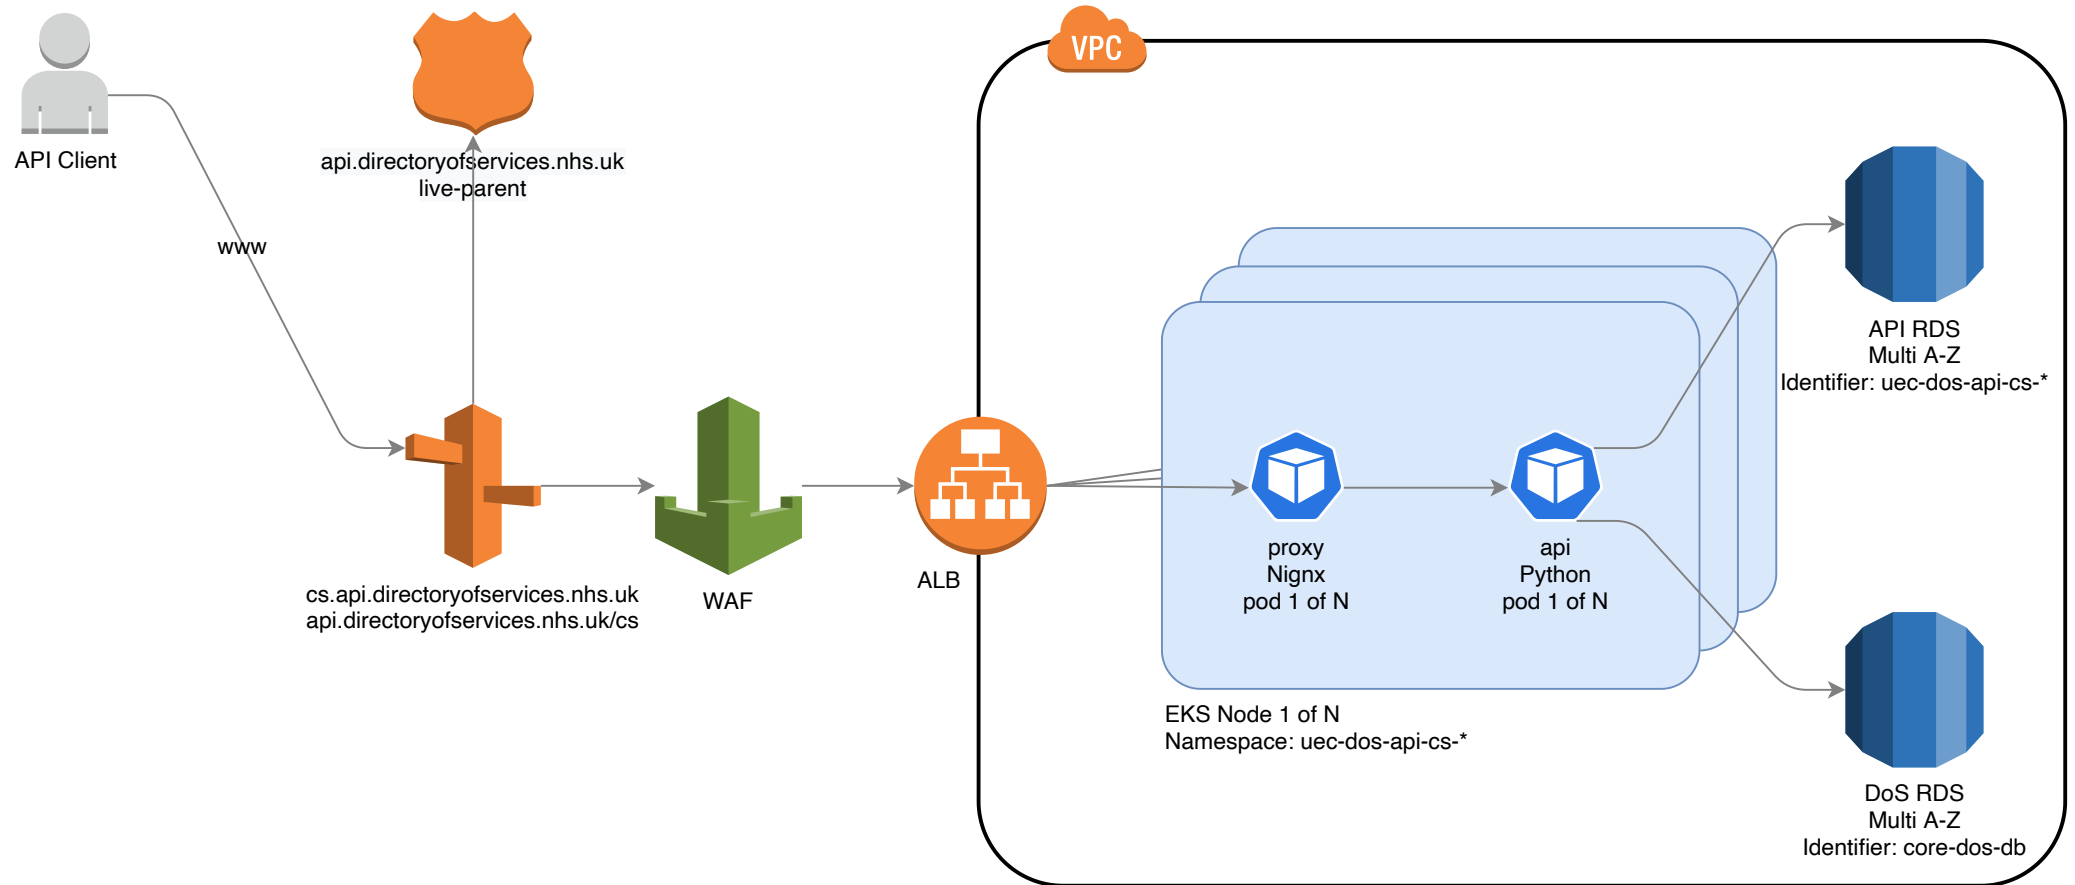 VPC
API Client
api.directoryofservices.nhs.uk
live-parent
www
API RDS
Multi A-Z
Identifier: uec-dos-api-cs-*
proxy
Nignx
pod 1 of N
api
Python
pod 1 of N
ALB
cs.api.directoryofservices.nhs.uk
api.directoryofservices.nhs.uk/cs
WAF
EKS Node 1 of N
Namespace: uec-dos-api-cs-*
DoS RDS
Multi A-Z
Identifier: core-dos-db